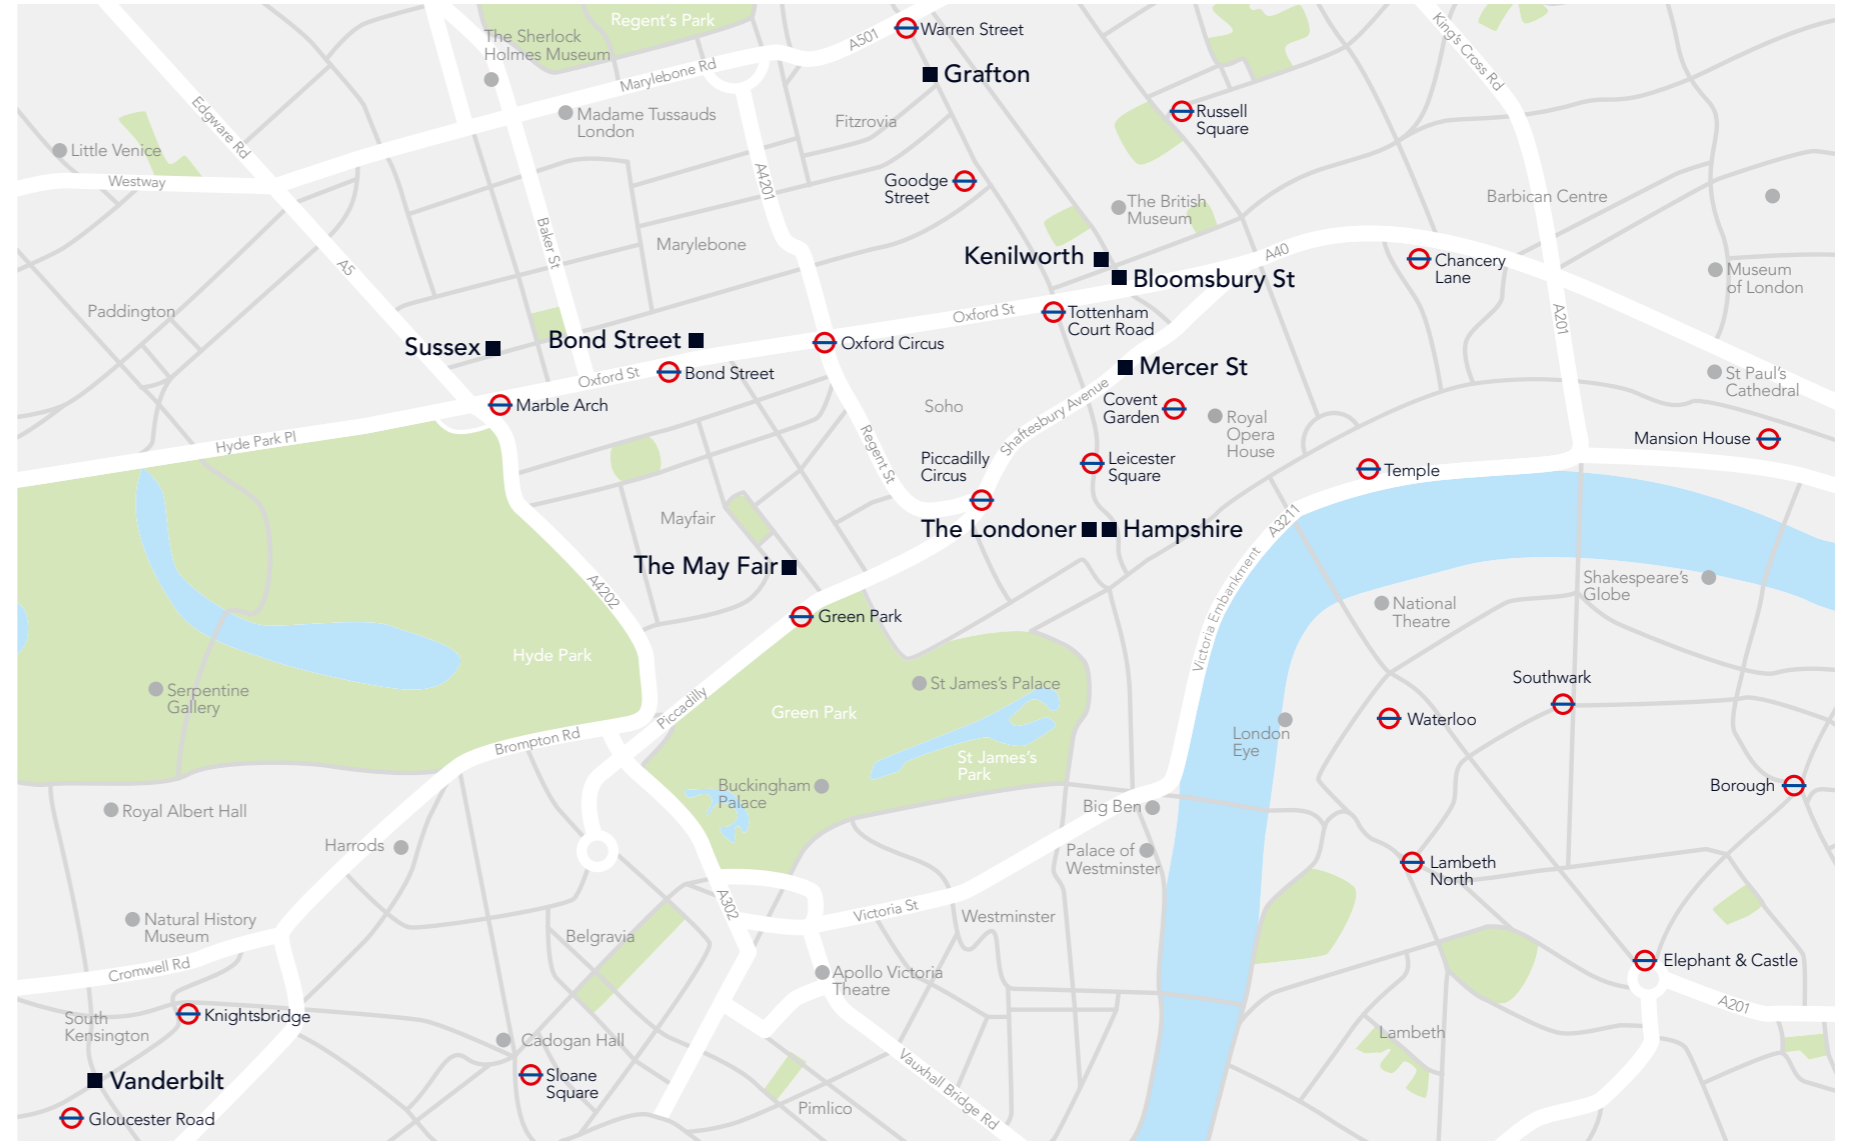 Regent's Park
The Sherlock
Holmes Museum
Warren Street
A501
King's Cross Rd
Marylebone Rd
Grafton
Edgware Rd
Madame Tussauds
London
Fitzrovia
Russell
Square
Little Venice
Westway
A4201
Goodge
Street
The British
Museum
Barbican Centre
Baker St
Marylebone
A5
Kenilworth
A40
Chancery
Lane
Bloomsbury St
Museum
of London
Paddington
Oxford St
Tottenham
Court Road
A201
Sussex
Bond Street
Oxford Circus
Oxford St
Bond Street
Mercer St
St Paul's
Cathedral
Marble Arch
Soho
Shaftesbury Avenue
Covent
Garden
Royal
Opera
House
Hyde Park Pl
Regent St
Mansion House
Piccadilly
Circus
Leicester
Square
Temple
Mayfair
The Londoner
Hampshire
A3211
The May Fair
A4202
Victoria Embankment
Shakespeare's
Globe
National
Theatre
Green Park
Hyde Park
Serpentine
Gallery
St James's Palace
Southwark
Piccadilly
Green Park
Waterloo
London
Eye
Brompton Rd
St James's
Park
Buckingham
Palace
Borough
Big Ben
Royal Albert Hall
Harrods
Palace of
Westminster
Lambeth
North
A302
Victoria St
Westminster
Natural History
Museum
Belgravia
Cromwell Rd
Apollo Victoria
Theatre
Elephant & Castle
A201
South
Kensington
Knightsbridge
Cadogan Hall
Lambeth
Vanderbilt
Sloane
Square
Vauxhall Bridge Rd
Pimlico
Gloucester Road